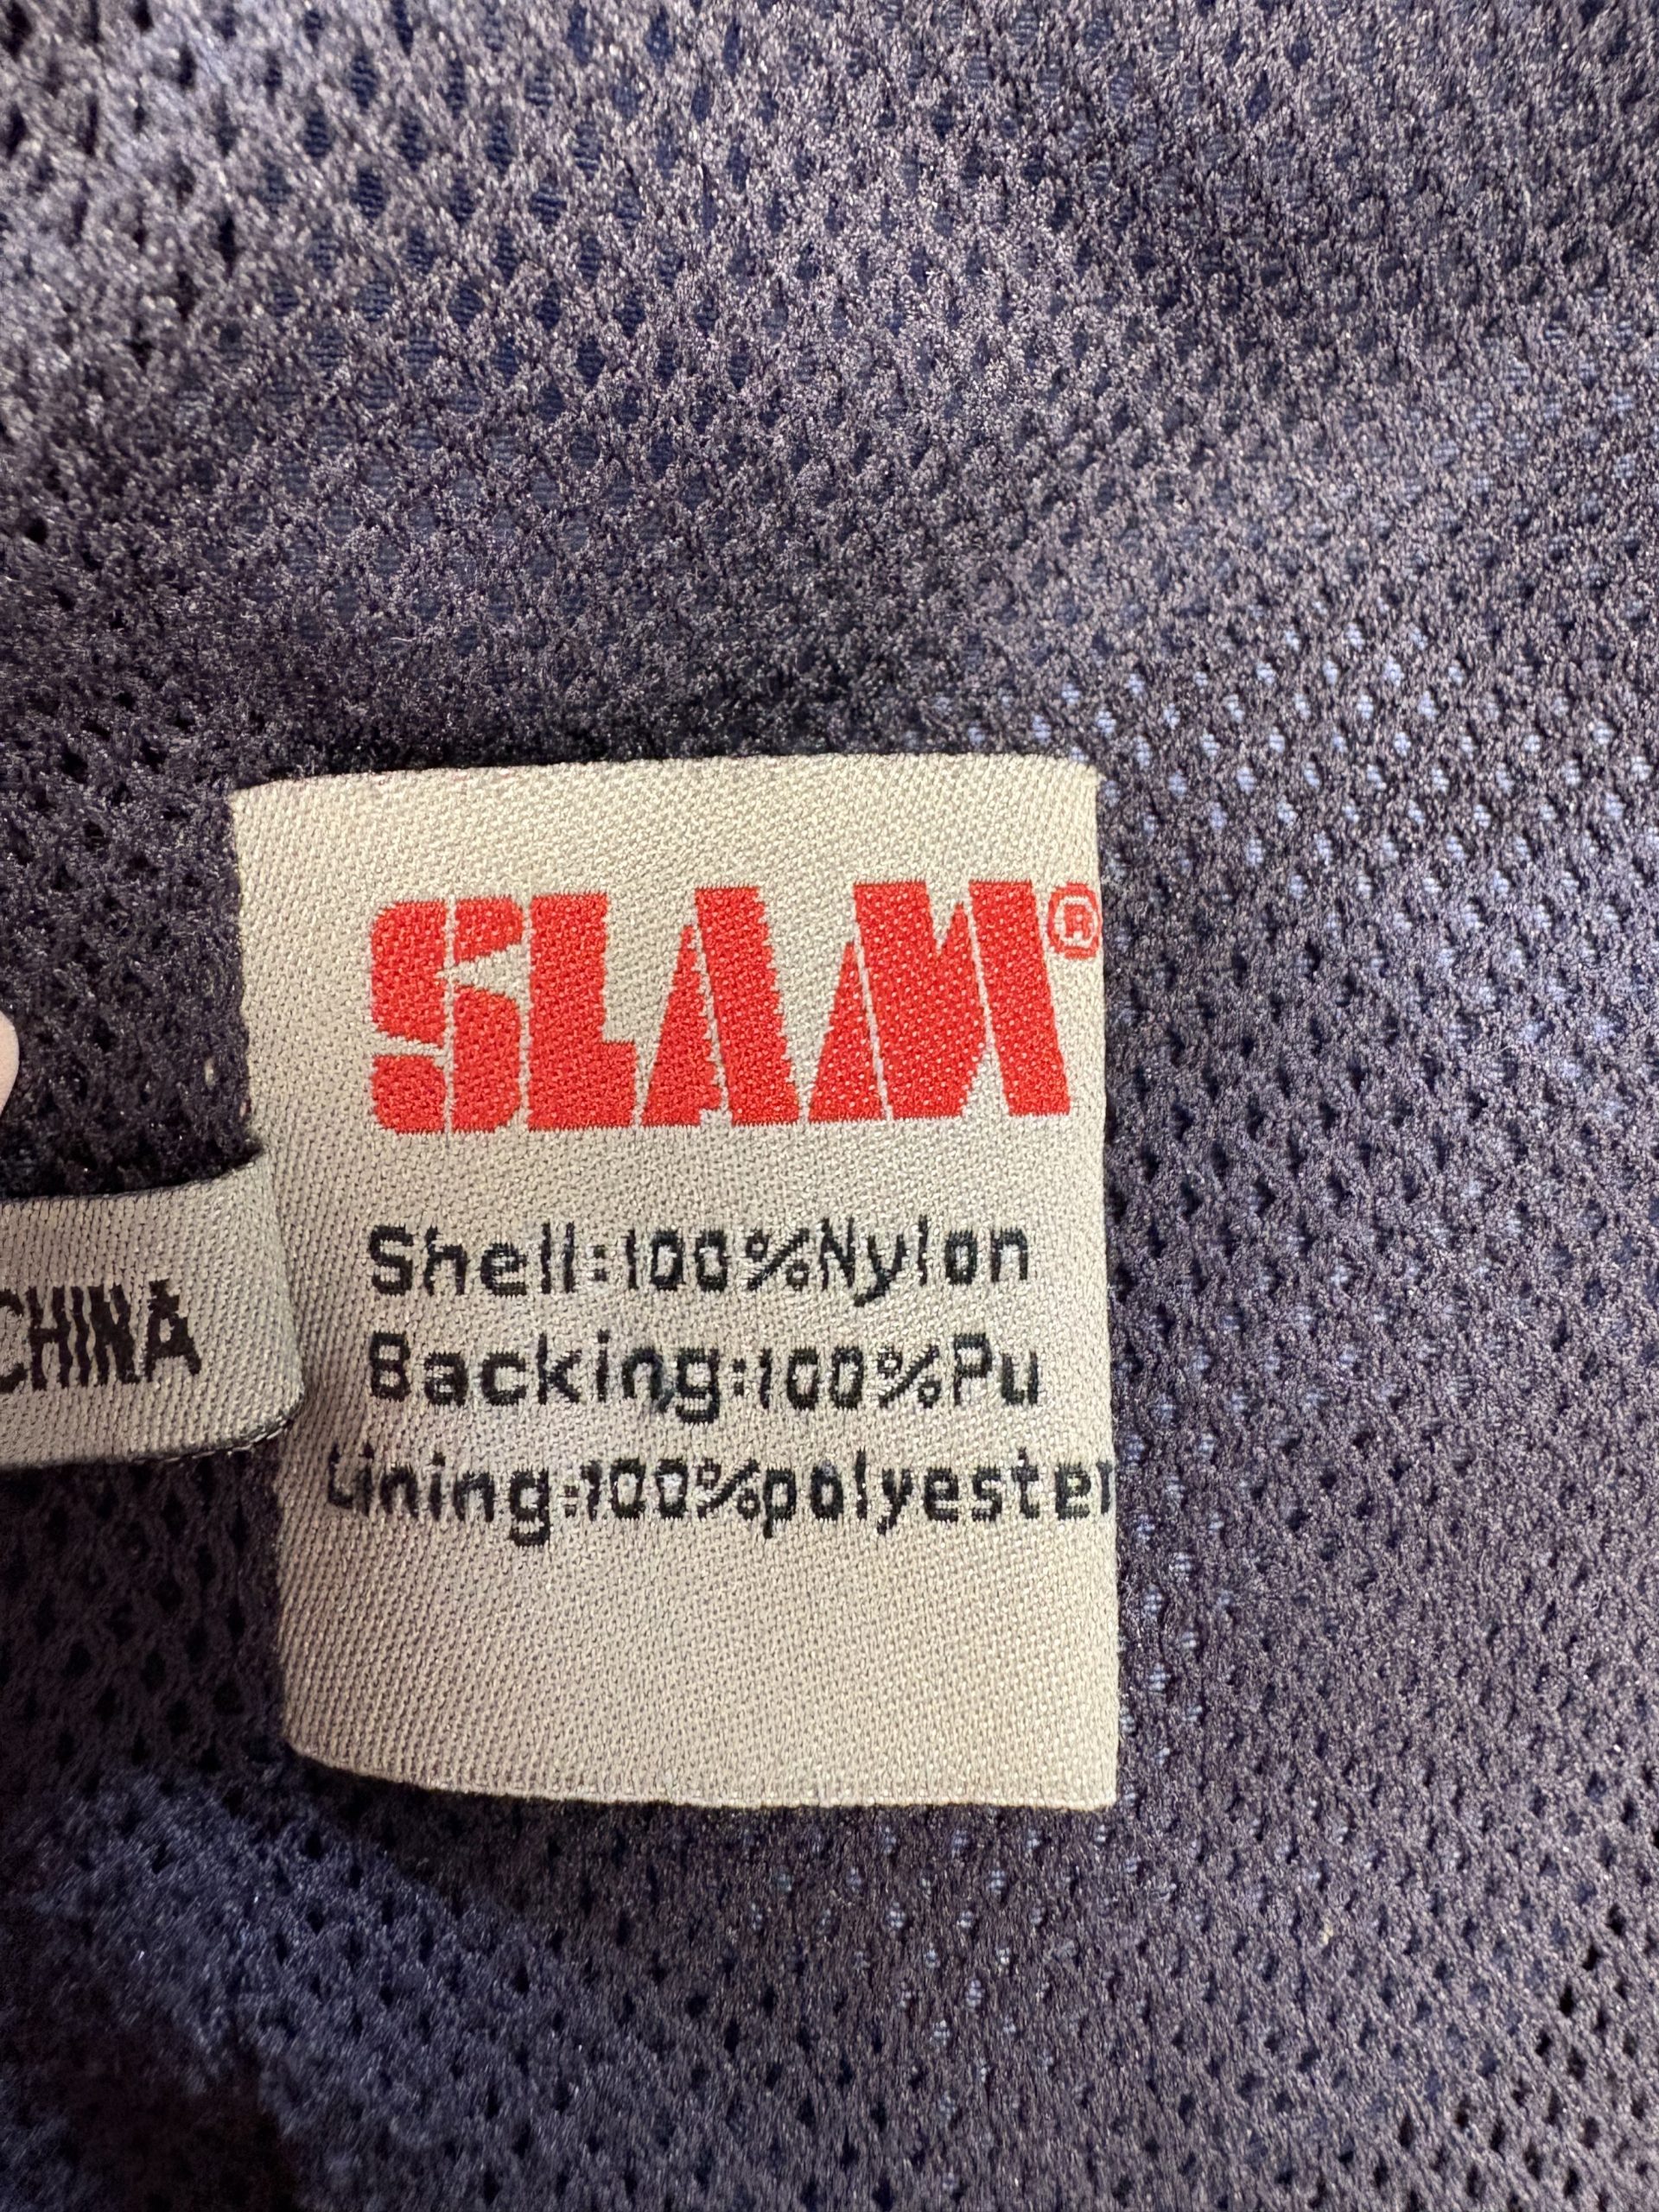 SLAM®
Shell:100%Nylon
Backing:100%Pu
Lining:100%polyester
CHINA